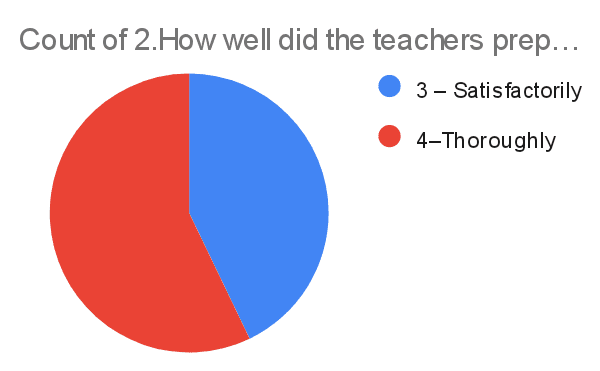 Count of 2.How well did the teachers prep…
3 – Satisfactorily
4–Thoroughly